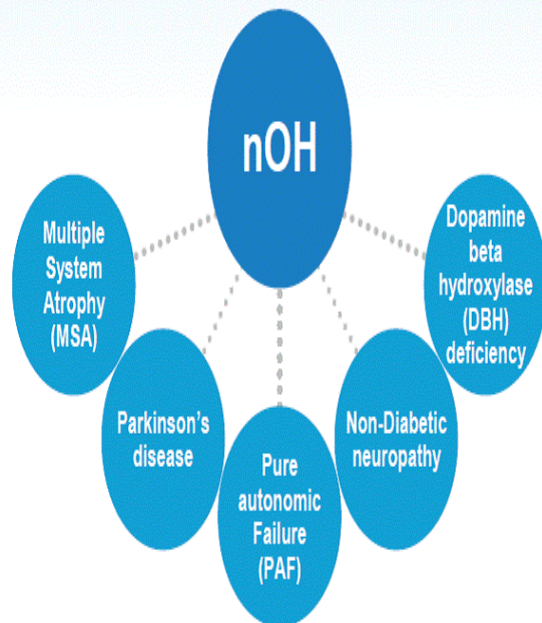 nOH
Multiple
System
Atrophy
(MSA)
Parkinson's
disease
Pure
autonomic
Failure
(PAF)
Non-Diabetic
neuropathy
Dopamine
beta
hydroxylase
(DBH)
deficiency